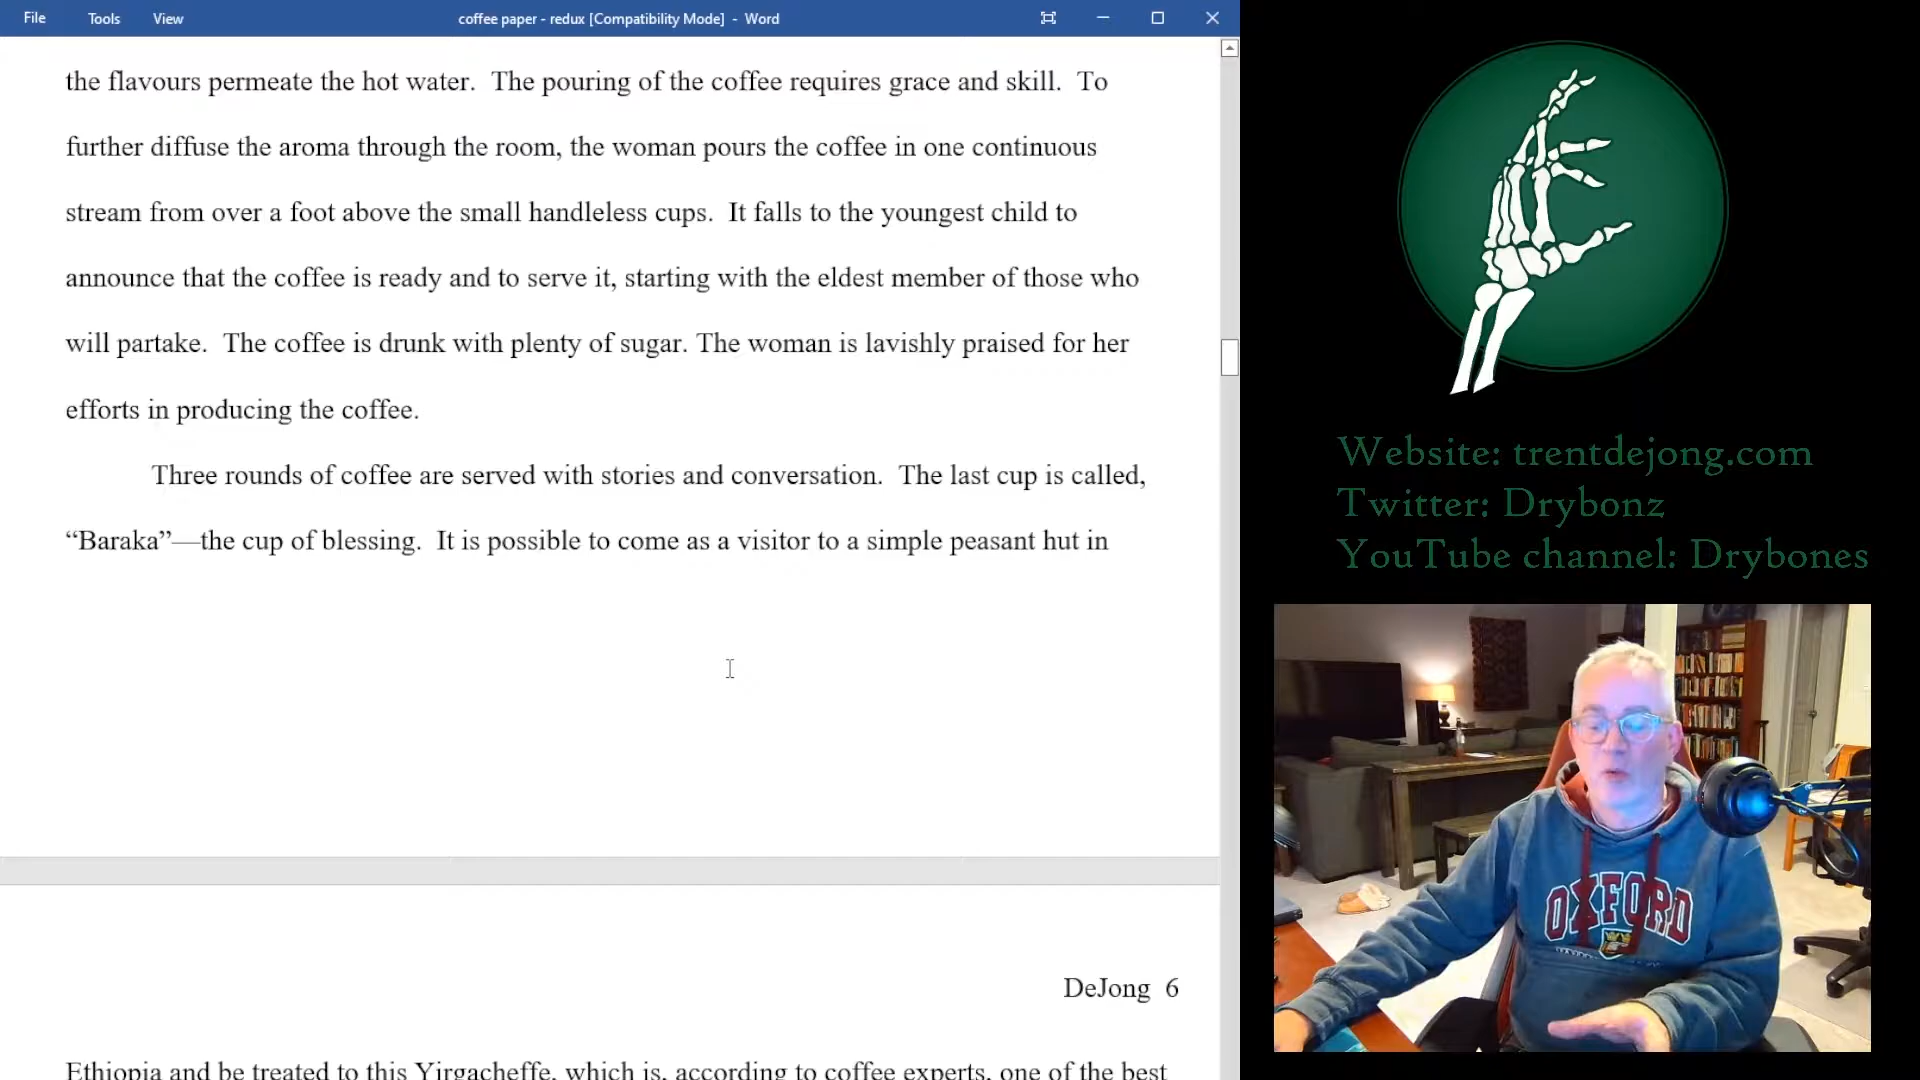 File Tools View coffee paper - redux [Compatibility Mode] - Word
the flavours permeate the hot water. The pouring of the coffee requires grace and skill. To
further diffuse the aroma through the room, the woman pours the coffee in one continuous
stream from over a foot above the small handleless cups. It falls to the youngest child to
announce that the coffee is ready and to serve it, starting with the eldest member of those who
will partake. The coffee is drunk with plenty of sugar. The woman is lavishly praised for her
efforts in producing the coffee.
Three rounds of coffee are served with stories and conversation. The last cup is called,
“Baraka”—the cup of blessing. It is possible to come as a visitor to a simple peasant hut in
DeJong 6
Ethiopia and be treated to this Yirgacheffe, which is, according to coffee experts, one of the best
Website: trentdejong.com
Twitter: Drybonz
YouTube channel: Drybones
OXFORD